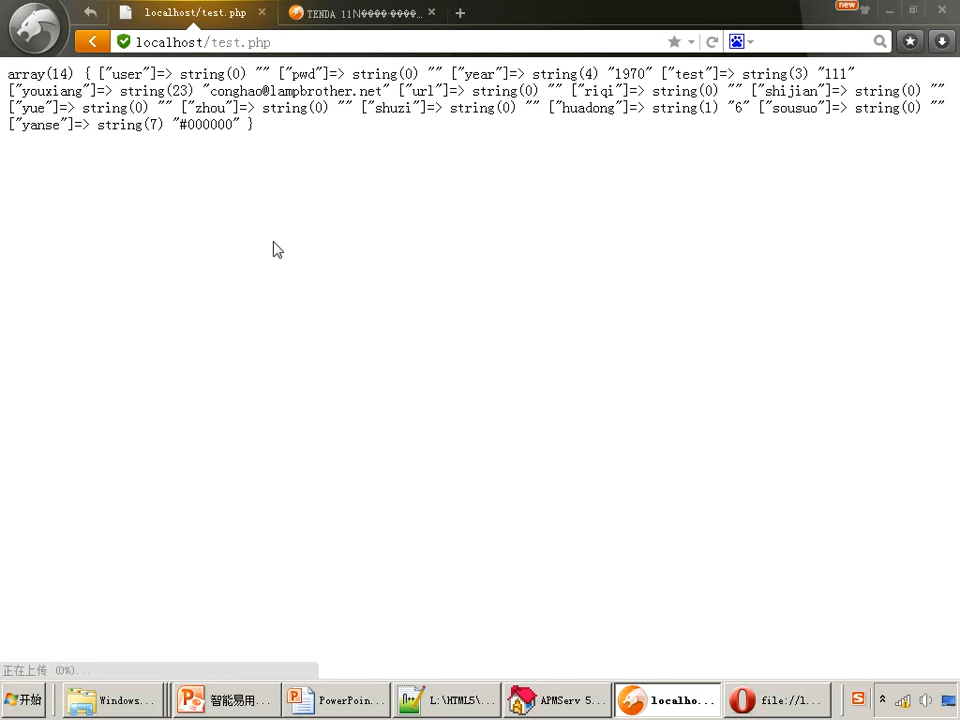 localhost/test.php
TENDA 11N
new
localhost/test.php
array(14) { ["user"]=> string(0) "" ["pwd"]=> string(0) "" ["year"]=> string(4) "1970" ["test"]=> string(3) "111"
["youxiang"]=> string(23) "conghao@lampbrother.net" ["url"]=> string(0) "" ["riqi"]=> string(0) "" ["shijian"]=> string(0) ""
["yue"]=> string(0) "" ["zhou"]=> string(0) "" ["shuzi"]=> string(0) "" ["huadong"]=> string(1) "6" ["sousuo"]=> string(0) ""
["yanse"]=> string(7) "#000000" }
正在上传 (0%)...
开始
Windows...
智能易用...
PowerPoin...
L:\HTML5\...
APMServ 5...
localho...
file://l...